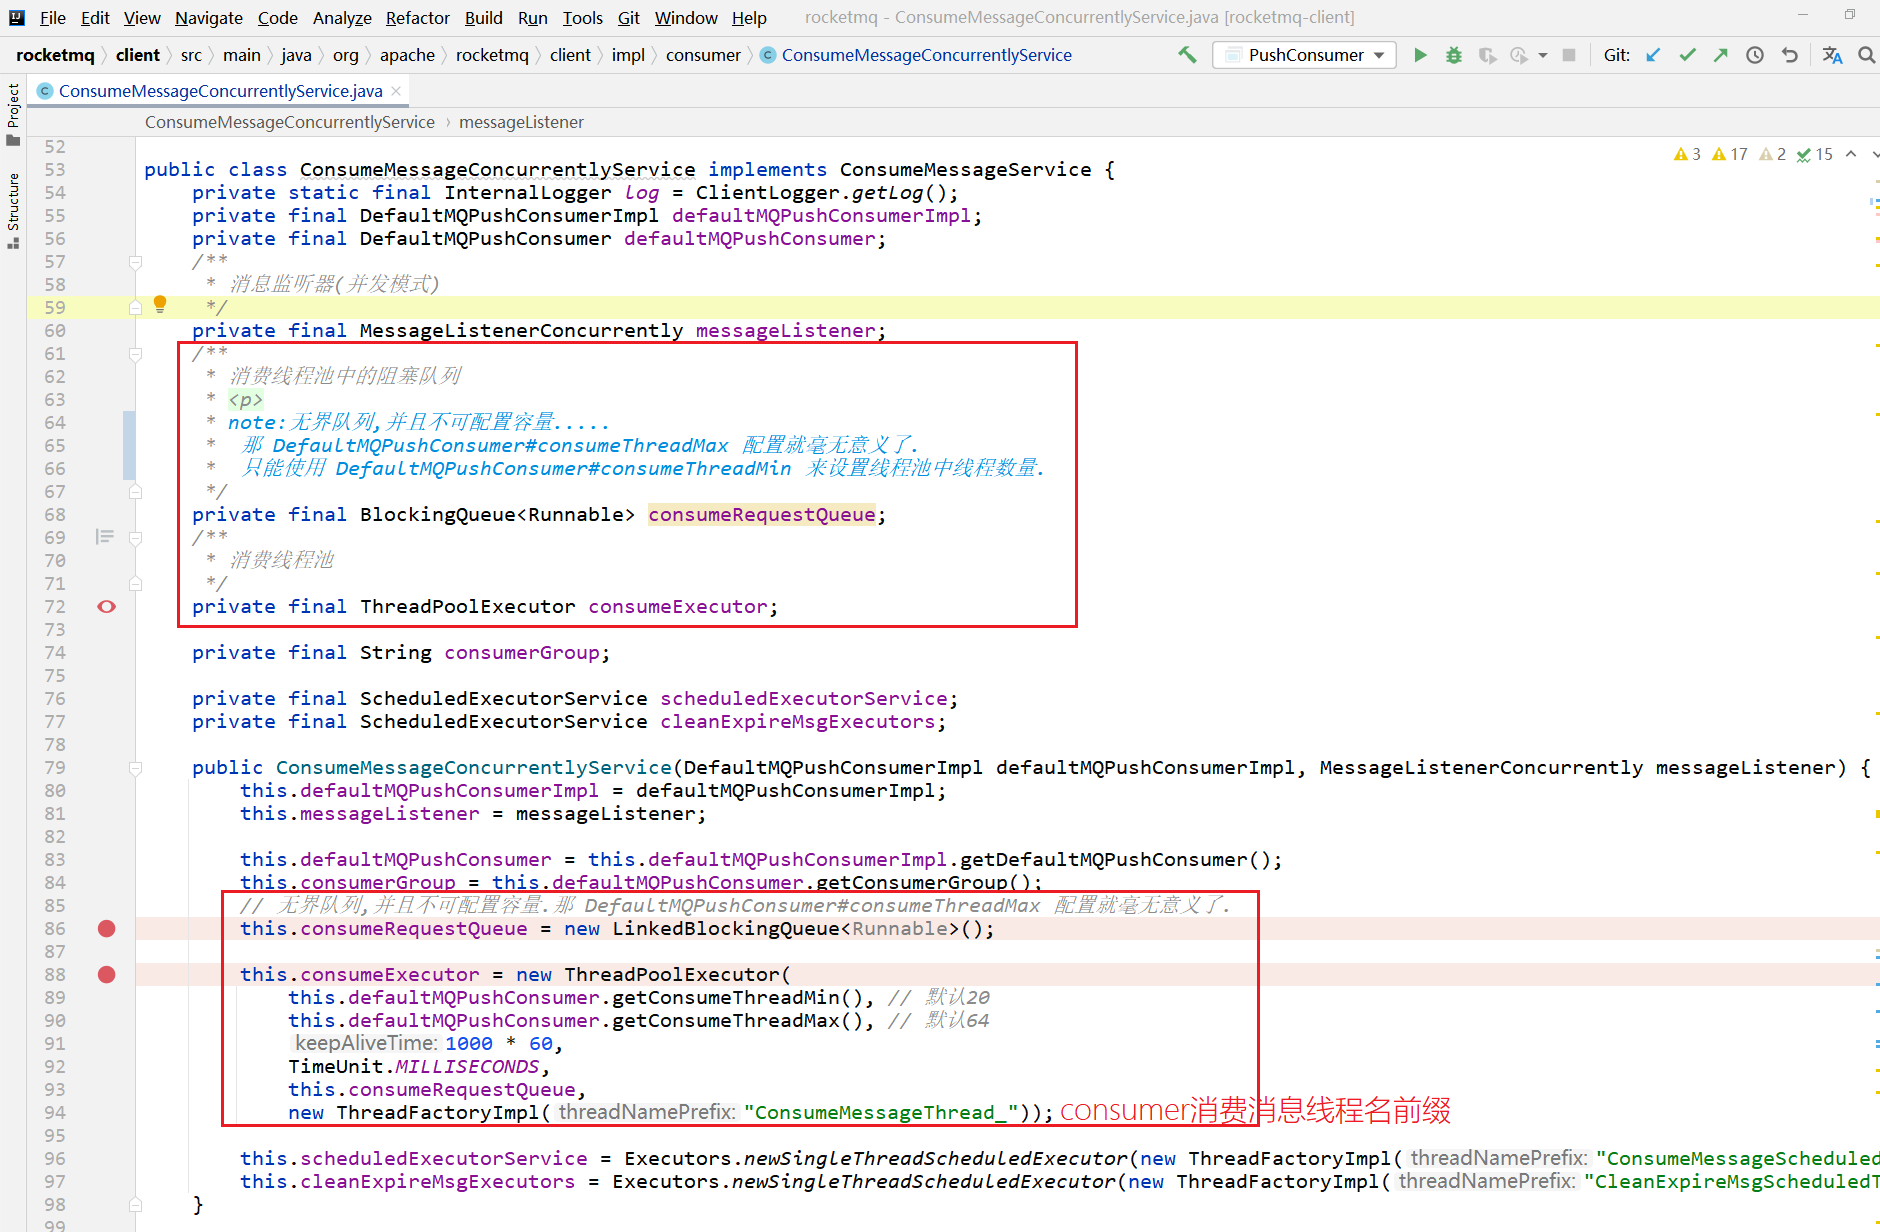 File Edit View Navigate Code Analyze Refactor Build Run Tools Git Window Help rocketmq - ConsumeMessageConcurrentlyService.java [rocketmq-client]
rocketmq client src main java org apache rocketmq client impl consumer ConsumeMessageConcurrentlyService PushConsumer Git:
ConsumeMessageConcurrentlyService.java
ConsumeMessageConcurrentlyService › messageListener
Project
Structure
3 17 2 15
52
53 public class ConsumeMessageConcurrentlyService implements ConsumeMessageService {
54 private static final InternalLogger log = ClientLogger.getLog();
55 private final DefaultMQPushConsumerImpl defaultMQPushConsumerImpl;
56 private final DefaultMQPushConsumer defaultMQPushConsumer;
57 /**
58 * 消息监听器(并发模式)
59 */
60 private final MessageListenerConcurrently messageListener;
61 /**
62 * 消费线程池中的阻塞队列
63 * <p>
64 * note:无界队列,并且不可配置容量.....
65 * 那 DefaultMQPushConsumer#consumeThreadMax 配置就毫无意义了.
66 * 只能使用 DefaultMQPushConsumer#consumeThreadMin 来设置线程池中线程数量.
67 */
68 private final BlockingQueue<Runnable> consumeRequestQueue;
69 /**
70 * 消费线程池
71 */
72 private final ThreadPoolExecutor consumeExecutor;
73
74 private final String consumerGroup;
75
76 private final ScheduledExecutorService scheduledExecutorService;
77 private final ScheduledExecutorService cleanExpireMsgExecutors;
78
79 public ConsumeMessageConcurrentlyService(DefaultMQPushConsumerImpl defaultMQPushConsumerImpl, MessageListenerConcurrently messageListener) {
80 this.defaultMQPushConsumerImpl = defaultMQPushConsumerImpl;
81 this.messageListener = messageListener;
82
83 this.defaultMQPushConsumer = this.defaultMQPushConsumerImpl.getDefaultMQPushConsumer();
84 this.consumerGroup = this.defaultMQPushConsumer.getConsumerGroup();
85 // 无界队列,并且不可配置容量.那 DefaultMQPushConsumer#consumeThreadMax 配置就毫无意义了.
86 this.consumeRequestQueue = new LinkedBlockingQueue<Runnable>();
87
88 this.consumeExecutor = new ThreadPoolExecutor(
89 this.defaultMQPushConsumer.getConsumeThreadMin(), // 默认20
90 this.defaultMQPushConsumer.getConsumeThreadMax(), // 默认64
91 keepAliveTime: 1000 * 60,
92 TimeUnit.MILLISECONDS,
93 this.consumeRequestQueue,
94 new ThreadFactoryImpl( threadNamePrefix: "ConsumeMessageThread_")); consumer消费消息线程名前缀
95
96 this.scheduledExecutorService = Executors.newSingleThreadScheduledExecutor(new ThreadFactoryImpl( threadNamePrefix: "ConsumeMessageScheduled
97 this.cleanExpireMsgExecutors = Executors.newSingleThreadScheduledExecutor(new ThreadFactoryImpl( threadNamePrefix: "CleanExpireMsgScheduledT
98 }
99